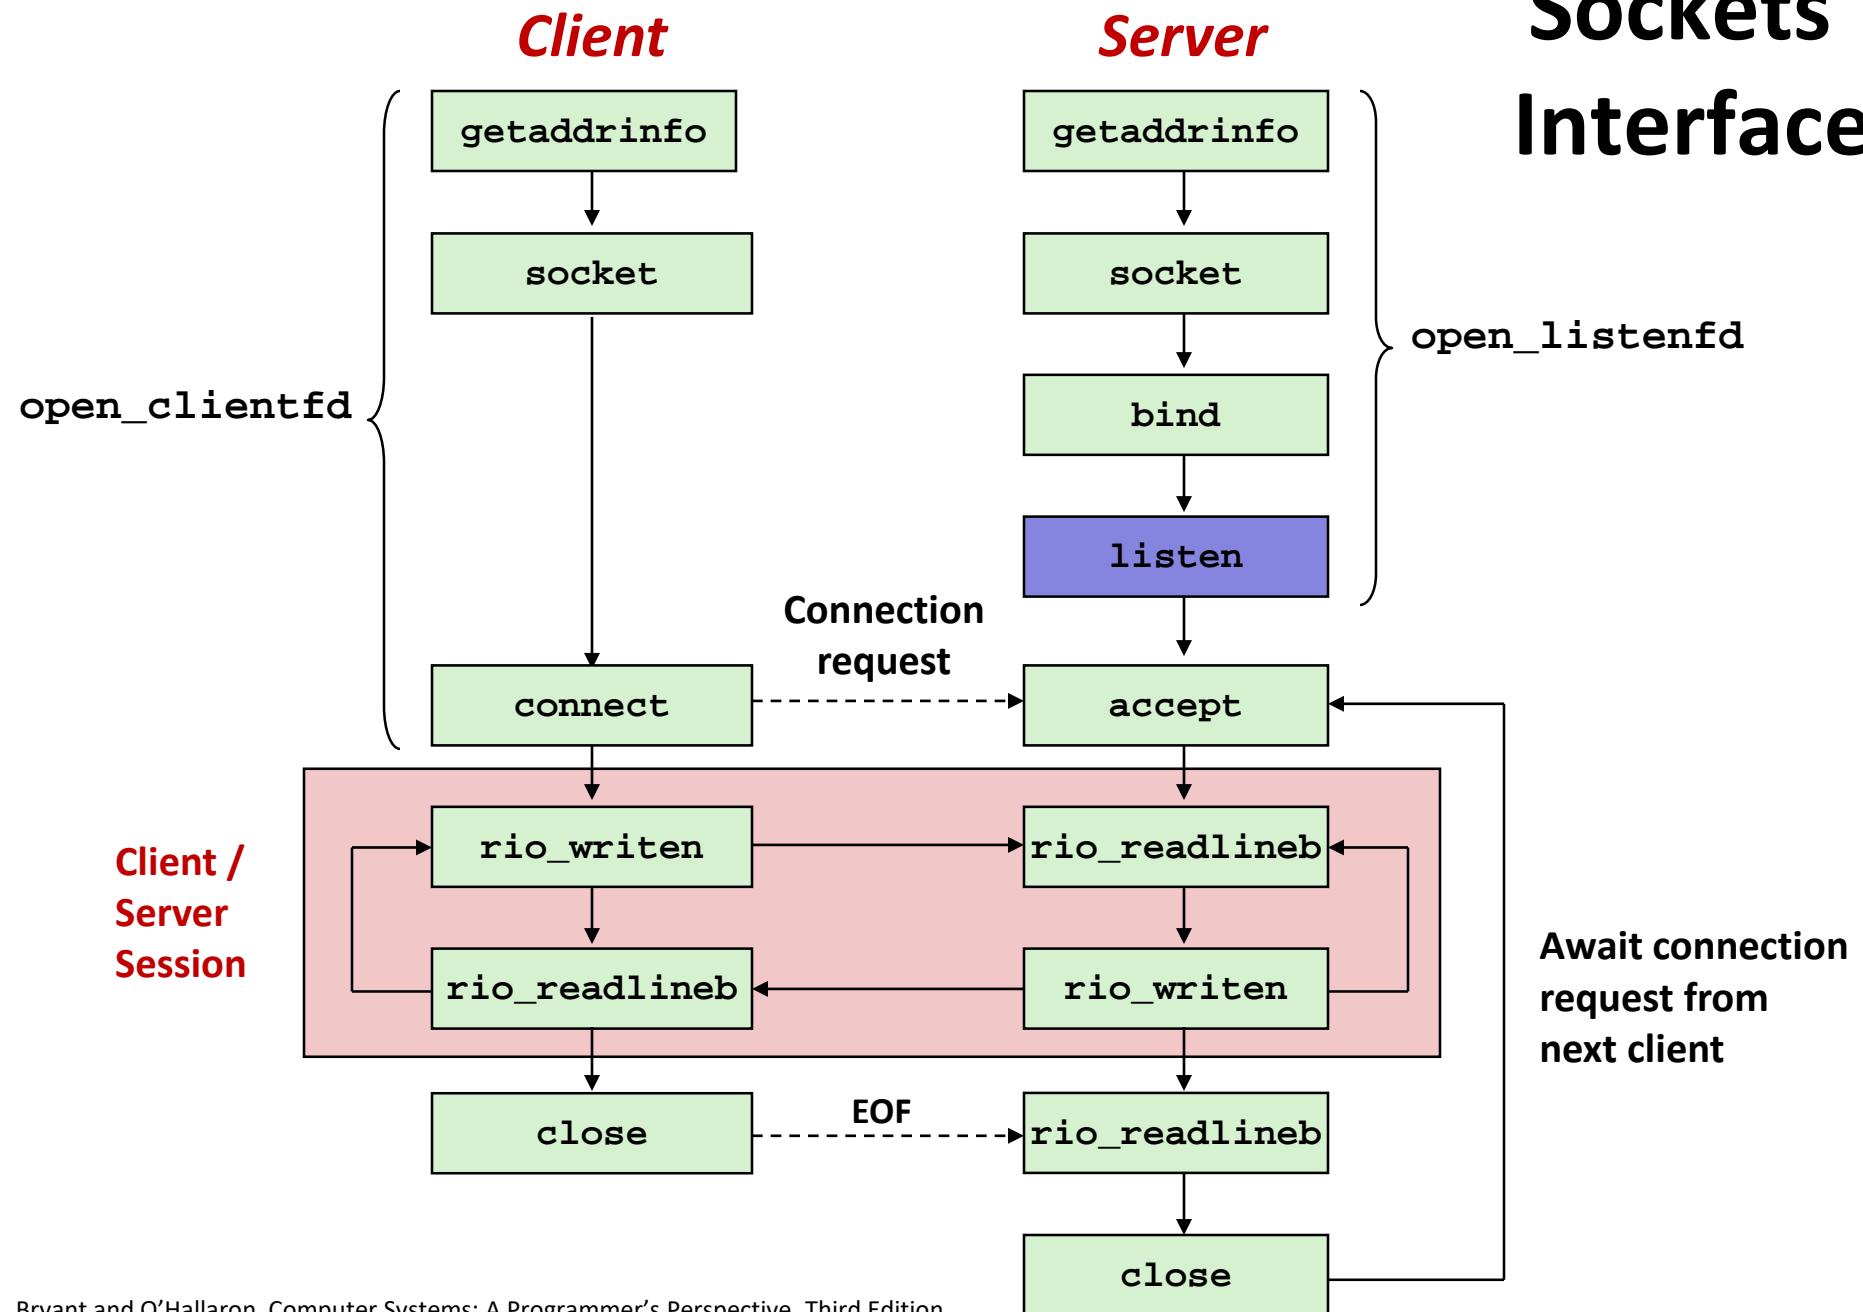 Client
Server
Sockets
Interface
getaddrinfo
getaddrinfo
socket
socket
open_listenfd
open_clientfd
bind
listen
Connection
request
connect
accept
Client /
Server
Session
rio_writen
rio_readlineb
rio_readlineb
rio_writen
Await connection
request from
next client
close
EOF
rio_readlineb
close
Bryant and O'Hallaron, Computer Systems: A Programmer's Perspective, Third Edition